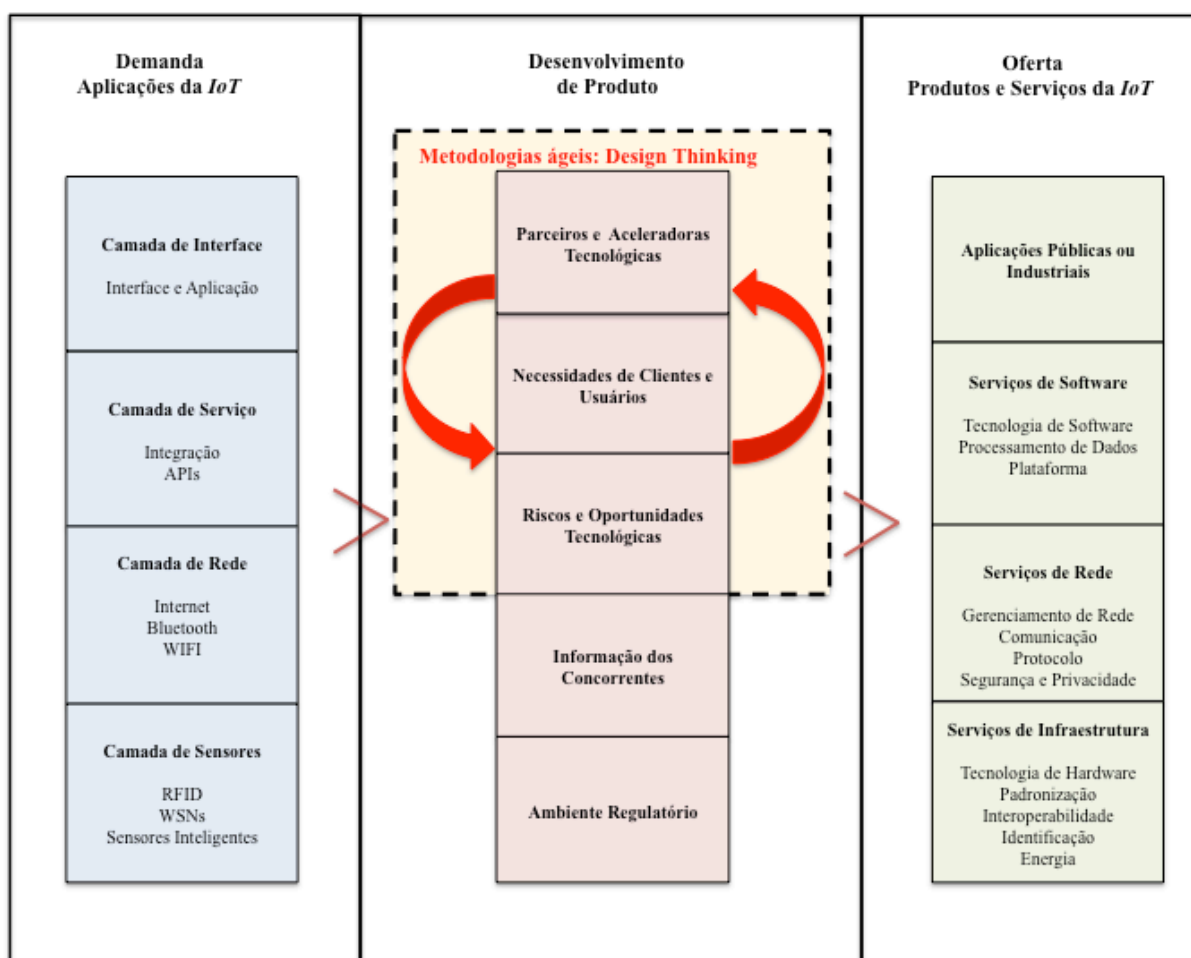 Demanda
Aplicações da IoT
Camada de Interface
Interface e Aplicação
Camada de Serviço
Integração
APIs
Camada de Rede
Internet
Bluetooth
WIFI
Camada de Sensores
RFID
WSNs
Sensores Inteligentes
Desenvolvimento
de Produto
Metodologias ágeis: Design Thinking
Parceiros e Aceleradoras
Tecnológicas
Necessidades de Clientes e
Usuários
Riscos e Oportunidades
Tecnológicas
Informação dos
Concorrentes
Ambiente Regulatório
Oferta
Produtos e Serviços da IoT
Aplicações Públicas ou
Industriais
Serviços de Software
Tecnologia de Software
Processamento de Dados
Plataforma
Serviços de Rede
Gerenciamento de Rede
Comunicação
Protocolo
Segurança e Privacidade
Serviços de Infraestrutura
Tecnologia de Hardware
Padronização
Interoperabilidade
Identificação
Energia